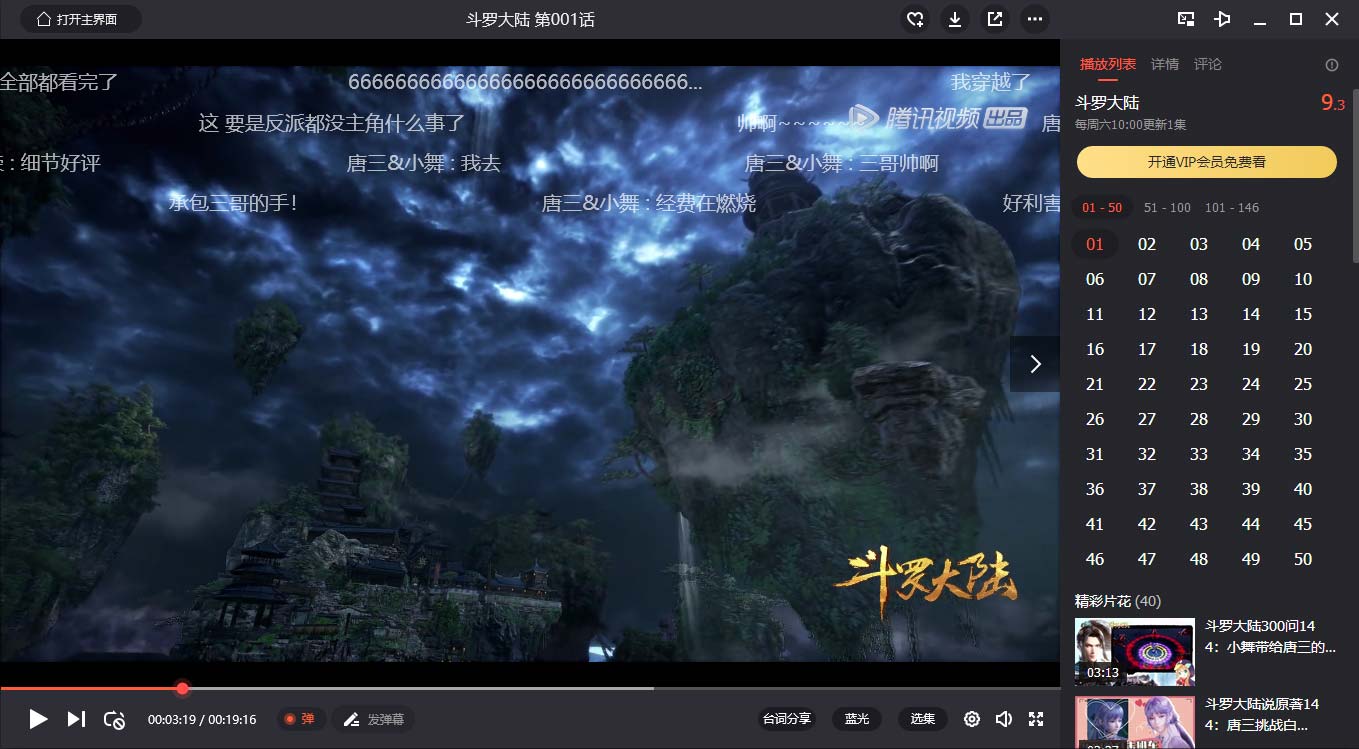 打开主界面
斗罗大陆 第001话
全部都看完了
66666666666666666666666666666...
我穿越了
这 要是反派都没主角什么事了
帅啊~~~~~~
腾讯视频 出品
: 细节好评
唐三&小舞 : 我去
唐三&小舞 : 三哥帅啊
承包三哥的手!
唐三&小舞 : 经费在燃烧
好利害
斗罗大陆
00:03:19 / 00:19:16
弹
发弹幕
台词分享
蓝光
选集
播放列表 详情 评论
斗罗大陆 9.3
每周六10:00更新1集
开通VIP会员免费看
01 - 50 51 - 100 101 - 146
01 02 03 04 05
06 07 08 09 10
11 12 13 14 15
16 17 18 19 20
21 22 23 24 25
26 27 28 29 30
31 32 33 34 35
36 37 38 39 40
41 42 43 44 45
46 47 48 49 50
精彩片花 (40)
03:13
斗罗大陆300问14
4：小舞带给唐三的...
斗罗大陆说原著14
4：唐三挑战白...